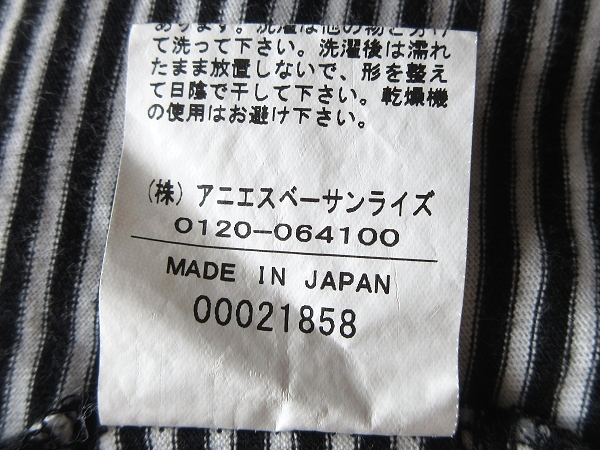 あります。洗濯は他の物と分け
て洗って下さい。洗濯後は濡れ
たまま放置しないで、形を整え
て日陰で干して下さい。乾燥機
の使用はお避け下さい。
(株) アニエスベーサンライズ
0120-064100
MADE IN JAPAN
00021858